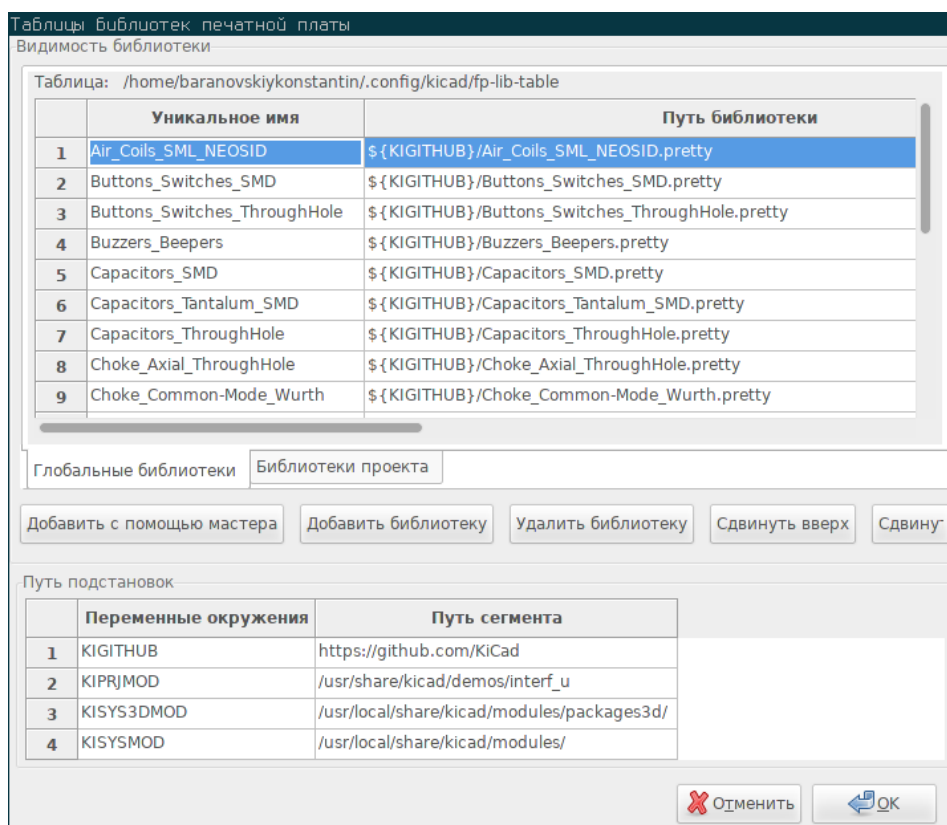 Таблицы библиотек печатной платы
Видимость библиотеки
Таблица: /home/baranovskiykonstantin/.config/kicad/fp-lib-table
Уникальное имя Путь библиотеки
1 Air_Coils_SML_NEOSID ${KIGITHUB}/Air_Coils_SML_NEOSID.pretty
2 Buttons_Switches_SMD ${KIGITHUB}/Buttons_Switches_SMD.pretty
3 Buttons_Switches_ThroughHole ${KIGITHUB}/Buttons_Switches_ThroughHole.pretty
4 Buzzers_Beepers ${KIGITHUB}/Buzzers_Beepers.pretty
5 Capacitors_SMD ${KIGITHUB}/Capacitors_SMD.pretty
6 Capacitors_Tantalum_SMD ${KIGITHUB}/Capacitors_Tantalum_SMD.pretty
7 Capacitors_ThroughHole ${KIGITHUB}/Capacitors_ThroughHole.pretty
8 Choke_Axial_ThroughHole ${KIGITHUB}/Choke_Axial_ThroughHole.pretty
9 Choke_Common-Mode_Wurth ${KIGITHUB}/Choke_Common-Mode_Wurth.pretty
Глобальные библиотеки Библиотеки проекта
Добавить с помощью мастера Добавить библиотеку Удалить библиотеку Сдвинуть вверх
Путь подстановок
Переменные окружения Путь сегмента
1 KIGITHUB https://github.com/KiCad
2 KIPRJMOD /usr/share/kicad/demos/interf_u
3 KISYS3DMOD /usr/local/share/kicad/modules/packages3d/
4 KISYSMOD /usr/local/share/kicad/modules/
Отменить OK